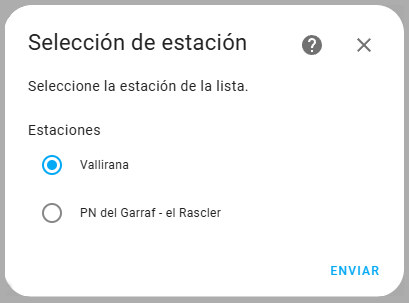 Selección de estación
Seleccione la estación de la lista.
Estaciones
Vallirana
PN del Garraf - el Rascler
ENVIAR